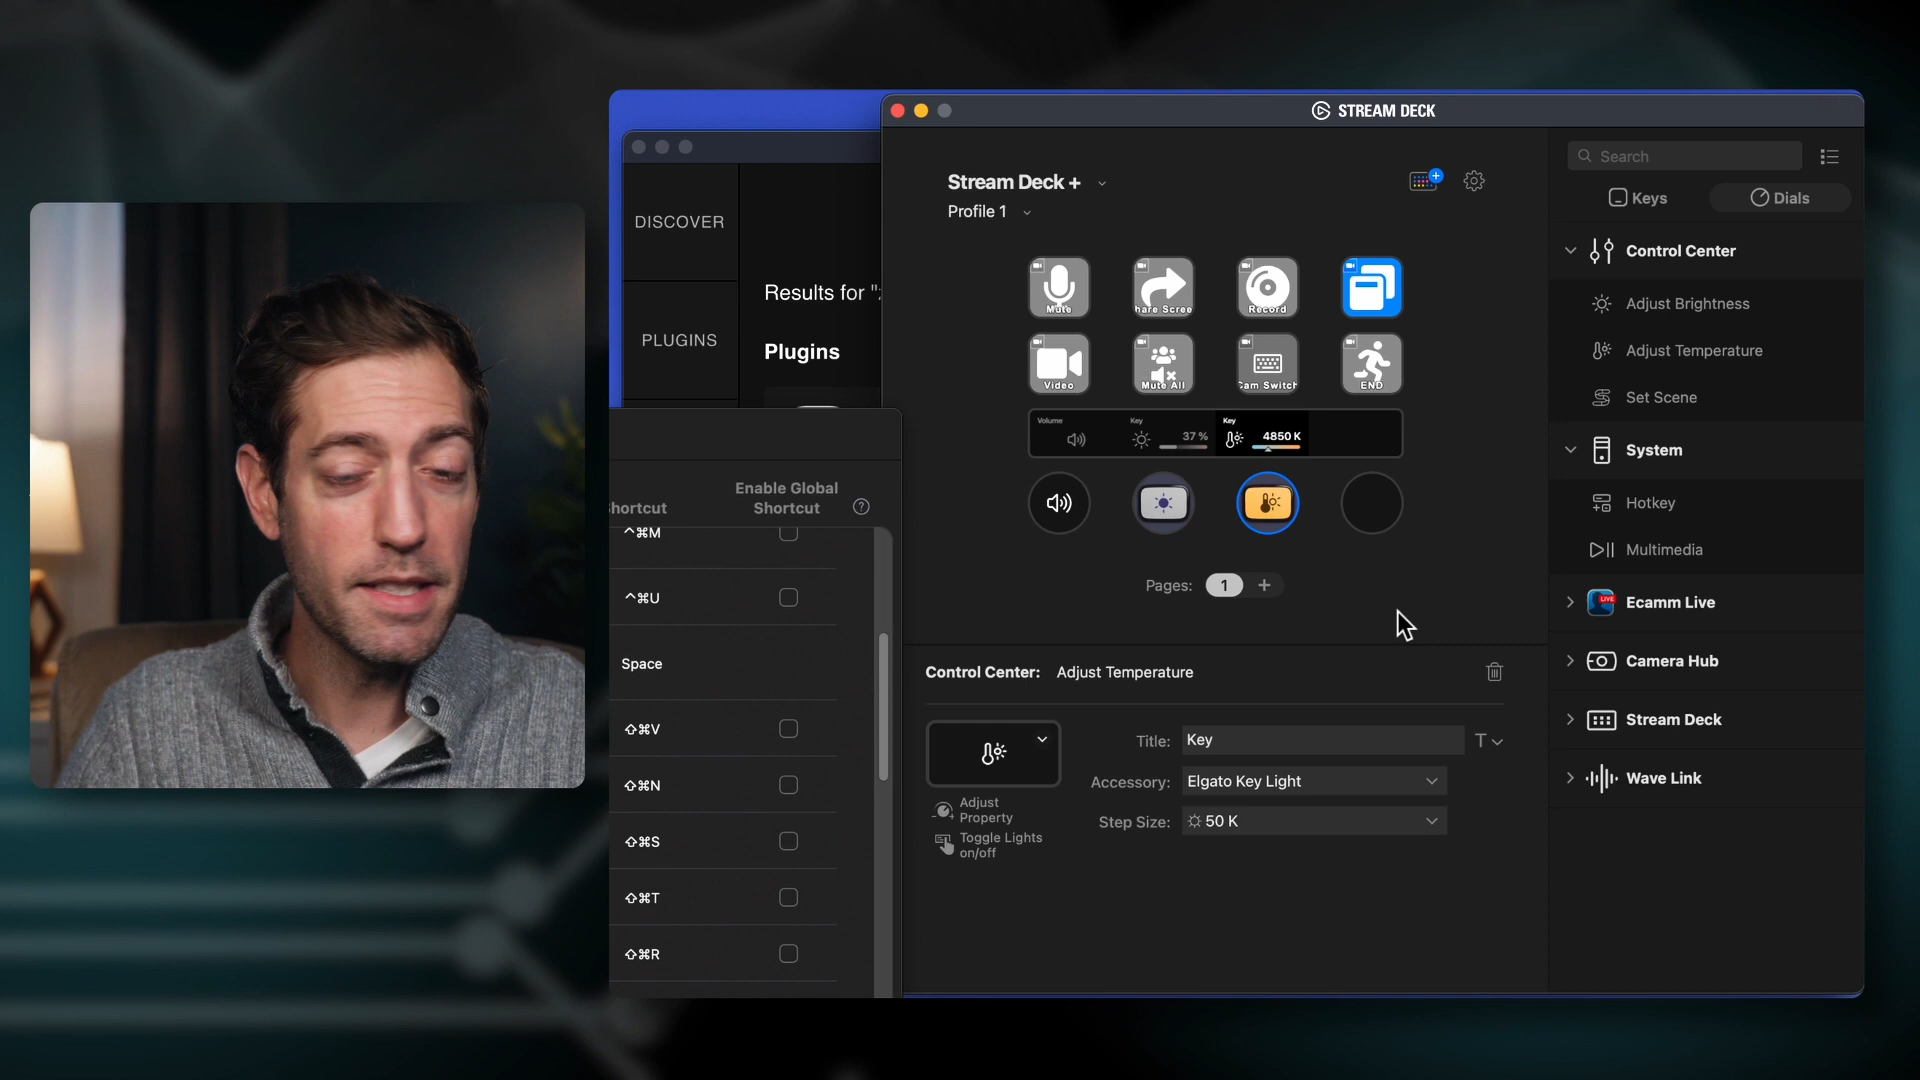 STREAM DECK
DISCOVER
PLUGINS
Results for "
Plugins
Enable Global
Shortcut
^⌘M
^⌘U
Space
⇧⌘V
⇧⌘N
⇧⌘S
⇧⌘T
⇧⌘R
Stream Deck +
Profile 1
Mute
Record
Video
Mute All
Cam Switch
END
Volume
Key
37 %
Key
4850 K
Pages:
1
+
Control Center: Adjust Temperature
Title: Key
T
Accessory: Elgato Key Light
Step Size: 50 K
Adjust
Property
Toggle Lights
on/off
Search
Keys
Dials
Control Center
Adjust Brightness
Adjust Temperature
Set Scene
System
Hotkey
Multimedia
LIVE
Ecamm Live
Camera Hub
Stream Deck
Wave Link